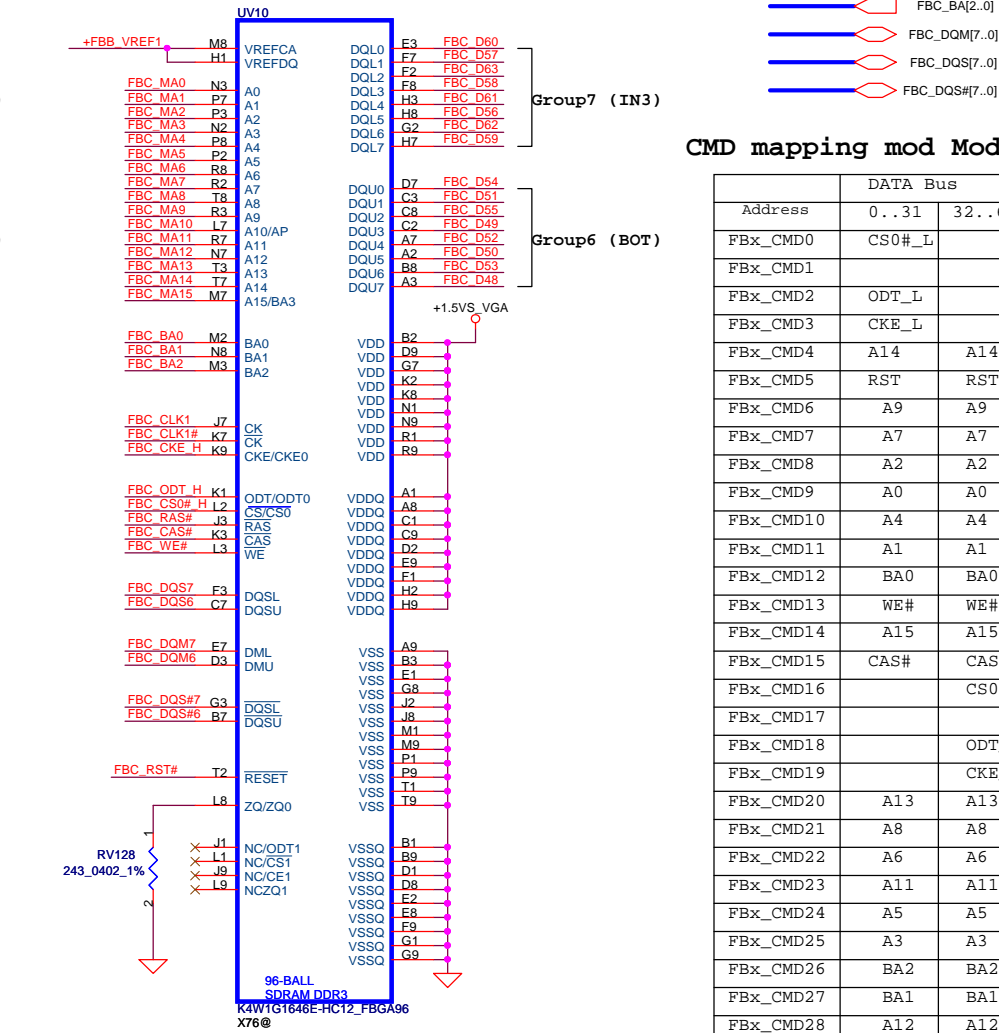 UV10
+FBB_VREF1 M8 VREFCA DQL0 E3 FBC_D60
H1 VREFDQ DQL1 F7 FBC_D57
DQL2 F2 FBC_D63
FBC_MA0 N3 A0 DQL3 F8 FBC_D58
FBC_MA1 P7 A1 DQL4 H3 FBC_D61
FBC_MA2 P3 A2 DQL5 H8 FBC_D56
FBC_MA3 N2 A3 DQL6 G2 FBC_D62
FBC_MA4 P8 A4 DQL7 H7 FBC_D59
Group7 (IN3)
FBC_MA5 P2 A5
FBC_MA6 R8 A6
FBC_MA7 R2 A7 DQU0 D7 FBC_D54
FBC_MA8 T8 A8 DQU1 C3 FBC_D51
FBC_MA9 R3 A9 DQU2 C8 FBC_D55
FBC_MA10 L7 A10/AP DQU3 C2 FBC_D49
FBC_MA11 R7 A11 DQU4 A7 FBC_D52
FBC_MA12 N7 A12 DQU5 A2 FBC_D50
FBC_MA13 T3 A13 DQU6 B8 FBC_D53
FBC_MA14 T7 A14 DQU7 A3 FBC_D48
FBC_MA15 M7 A15/BA3
Group6 (BOT)
+1.5VS_VGA
FBC_BA0 M2 BA0 VDD B2
FBC_BA1 N8 BA1 VDD D9
FBC_BA2 M3 BA2 VDD G7
VDD K2
VDD K8
VDD N1
FBC_CLK1 J7 CK VDD N9
FBC_CLK1# K7 CK VDD R1
FBC_CKE_H K9 CKE/CKE0 VDD R9
FBC_ODT_H K1 ODT/ODT0 VDDQ A1
FBC_CS0#_H L2 CS/CS0 VDDQ A8
FBC_RAS# J3 RAS VDDQ C1
FBC_CAS# K3 CAS VDDQ C9
FBC_WE# L3 WE VDDQ D2
VDDQ E9
VDDQ F1
FBC_DQS7 F3 DQSL VDDQ H2
FBC_DQS6 C7 DQSU VDDQ H9
FBC_DQM7 E7 DML VSS A9
FBC_DQM6 D3 DMU VSS B3
VSS E1
VSS G8
FBC_DQS#7 G3 DQSL VSS J2
FBC_DQS#6 B7 DQSU VSS J8
VSS M1
VSS M9
VSS P1
FBC_RST# T2 RESET VSS P9
VSS T1
L8 ZQ/ZQ0 VSS T9
1
RV128
243_0402_1%
2
J1 NC/ODT1 VSSQ B1
L1 NC/CS1 VSSQ B9
J9 NC/CE1 VSSQ D1
L9 NCZQ1 VSSQ D8
VSSQ E2
VSSQ E8
VSSQ F9
VSSQ G1
VSSQ G9
96-BALL
SDRAM DDR3
K4W1G1646E-HC12_FBGA96
X76@
FBC_BA[2..0]
FBC_DQM[7..0]
FBC_DQS[7..0]
FBC_DQS#[7..0]
CMD mapping mod Mod
DATA Bus
Address 0..31 32..
FBx_CMD0 CS0#_L
FBx_CMD1
FBx_CMD2 ODT_L
FBx_CMD3 CKE_L
FBx_CMD4 A14 A14
FBx_CMD5 RST RST
FBx_CMD6 A9 A9
FBx_CMD7 A7 A7
FBx_CMD8 A2 A2
FBx_CMD9 A0 A0
FBx_CMD10 A4 A4
FBx_CMD11 A1 A1
FBx_CMD12 BA0 BA0
FBx_CMD13 WE# WE#
FBx_CMD14 A15 A15
FBx_CMD15 CAS# CAS
FBx_CMD16 CS0
FBx_CMD17
FBx_CMD18 ODT
FBx_CMD19 CKE
FBx_CMD20 A13 A13
FBx_CMD21 A8 A8
FBx_CMD22 A6 A6
FBx_CMD23 A11 A11
FBx_CMD24 A5 A5
FBx_CMD25 A3 A3
FBx_CMD26 BA2 BA2
FBx_CMD27 BA1 BA1
FBx_CMD28 A12 A12